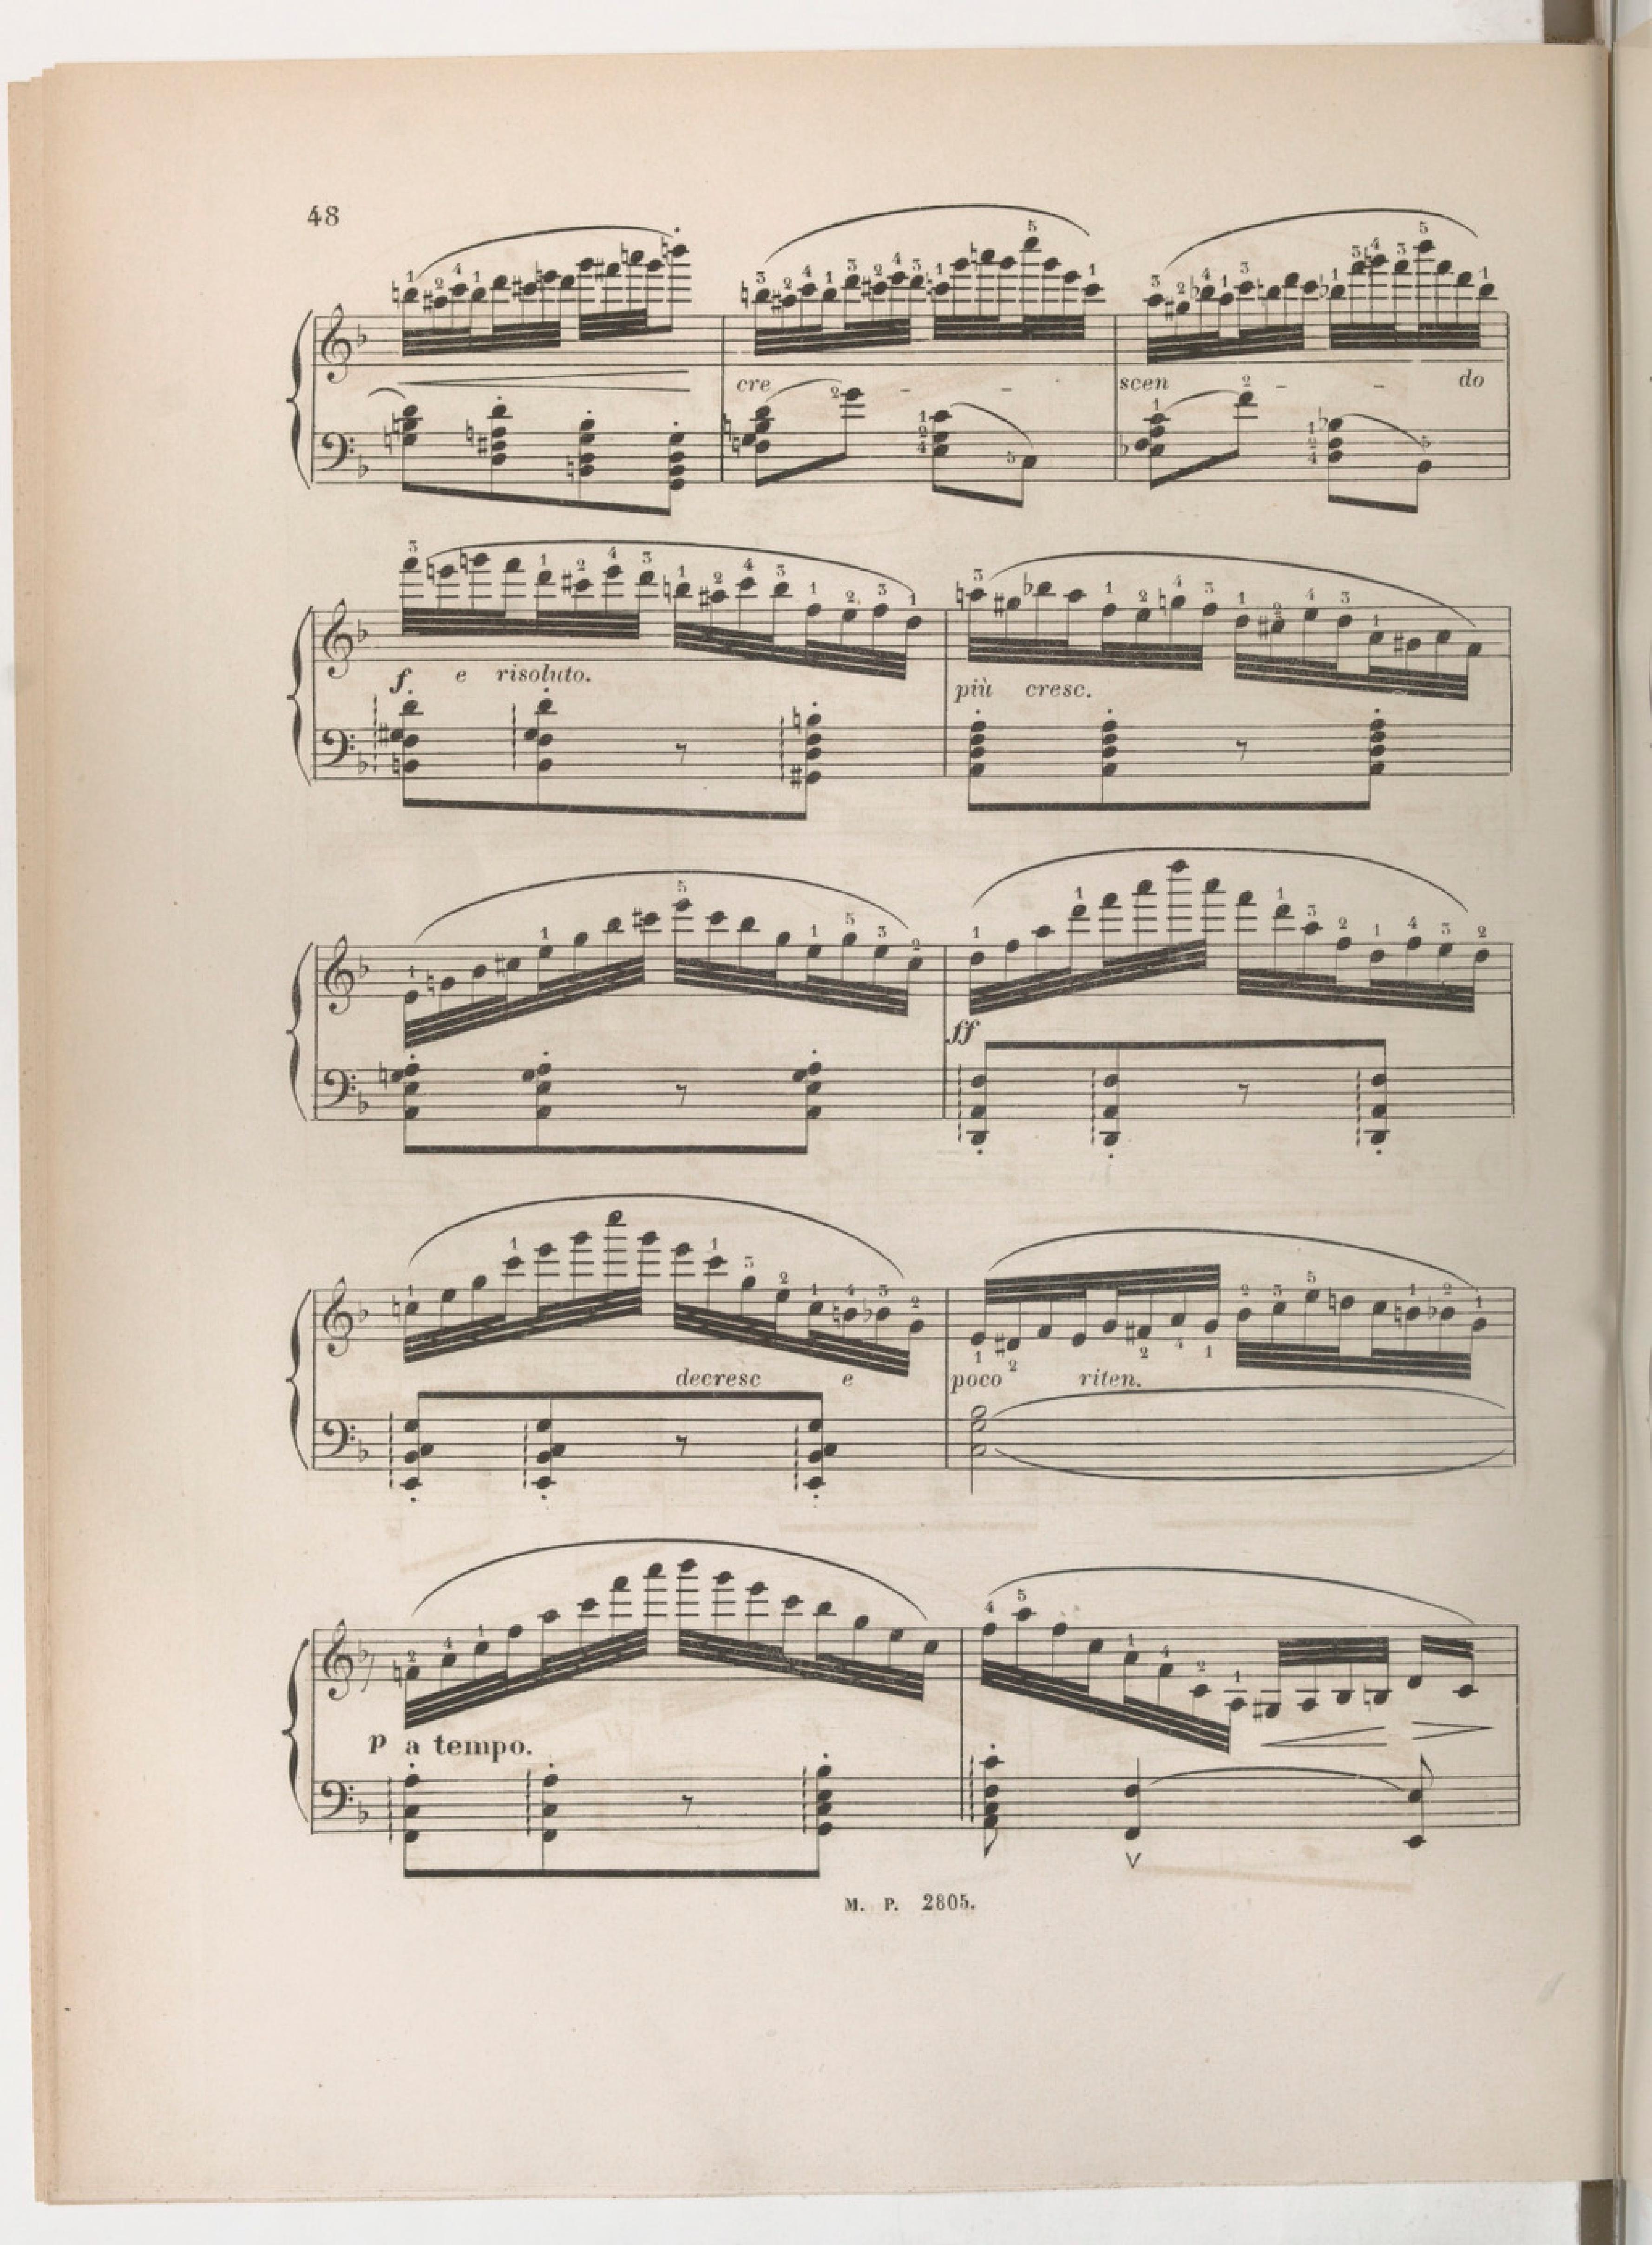 48
cre - - scen - - do
f e risoluto.
più cresc.
ff
decresc e poco riten.
p a tempo.
M. P. 2805.